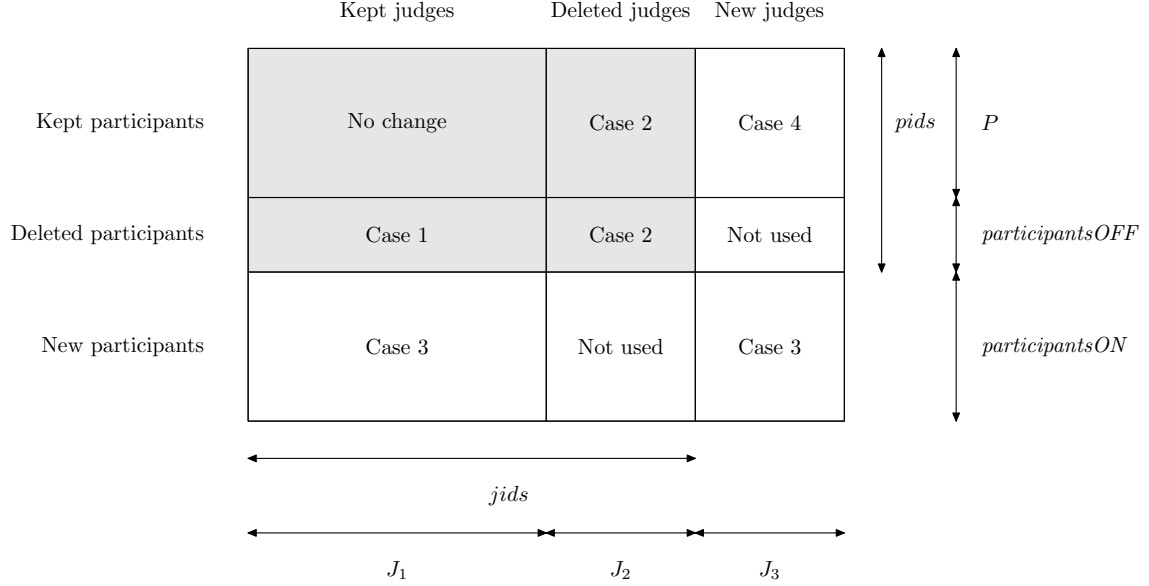 Kept judges Deleted judges New judges
Kept participants No change Case 2 Case 4 pids P
Deleted participants Case 1 Case 2 Not used participantsOFF
New participants Case 3 Not used Case 3 participantsON
jids
J1 J2 J3